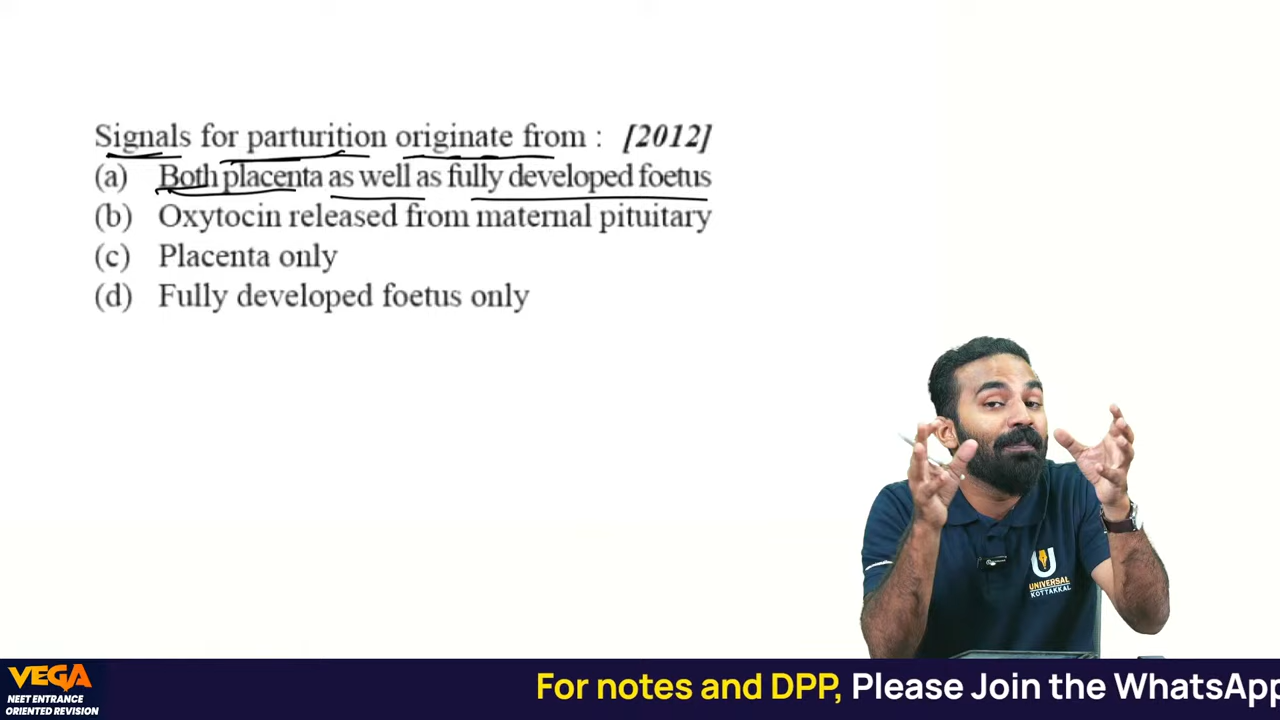 Signals for parturition originate from : [2012]
(a) Both placenta as well as fully developed foetus
(b) Oxytocin released from maternal pituitary
(c) Placenta only
(d) Fully developed foetus only
UNIVERSAL
KOTTAKKAL
VEGA
NEET ENTRANCE
ORIENTED REVISION
For notes and DPP, Please Join the WhatsApp